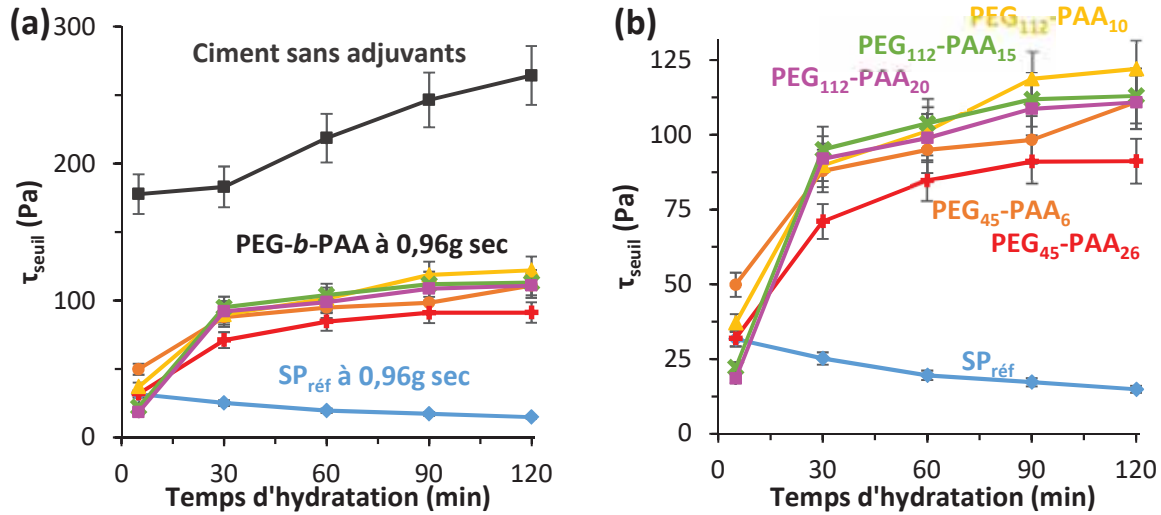 (a)
300
200
100
0
τseuil (Pa)
Ciment sans adjuvants
PEG-b-PAA à 0,96g sec
SPréf à 0,96g sec
0 30 60 90 120
Temps d'hydratation (min)
(b)
125
100
75
50
25
0
τseuil (Pa)
PEG112-PAA10
PEG112-PAA15
PEG112-PAA20
PEG45-PAA6
PEG45-PAA26
SPréf
0 30 60 90 120
Temps d'hydratation (min)